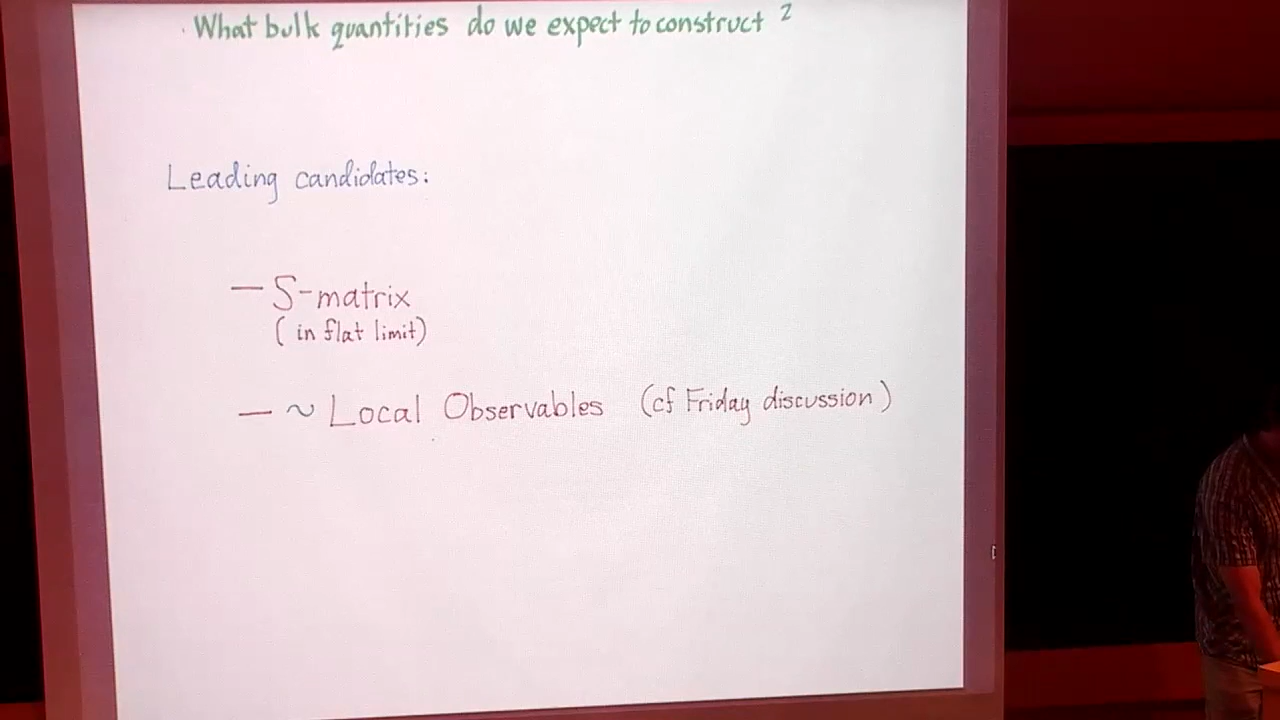 What bulk quantities do we expect to construct ?
Leading candidates:
— S-matrix
(in flat limit)
— ~ Local Observables (cf Friday discussion)